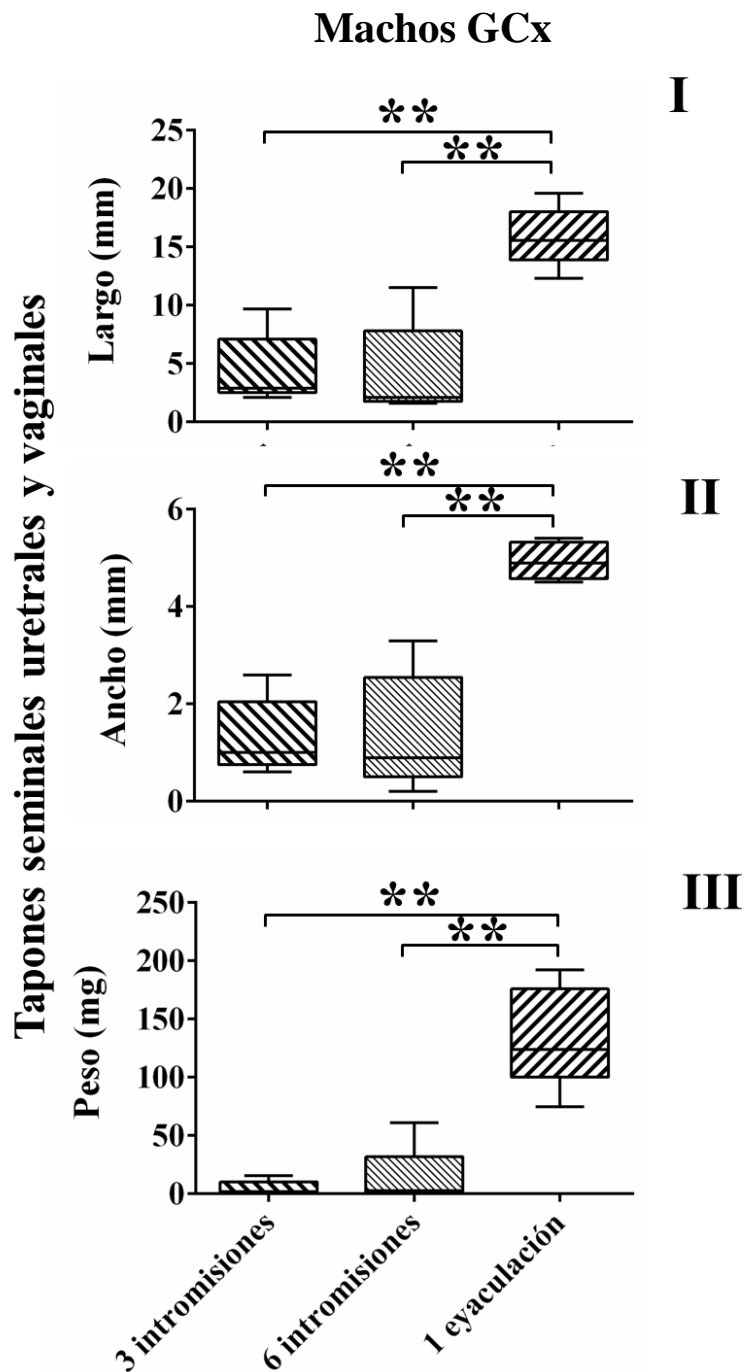 Machos GCx
Tapones seminales uretrales y vaginales
I
**
**
Largo (mm)
25
20
15
10
5
0
II
**
**
Ancho (mm)
6
4
2
0
III
**
**
Peso (mg)
250
200
150
100
50
0
3 intromisiones
6 intromisiones
1 eyaculación